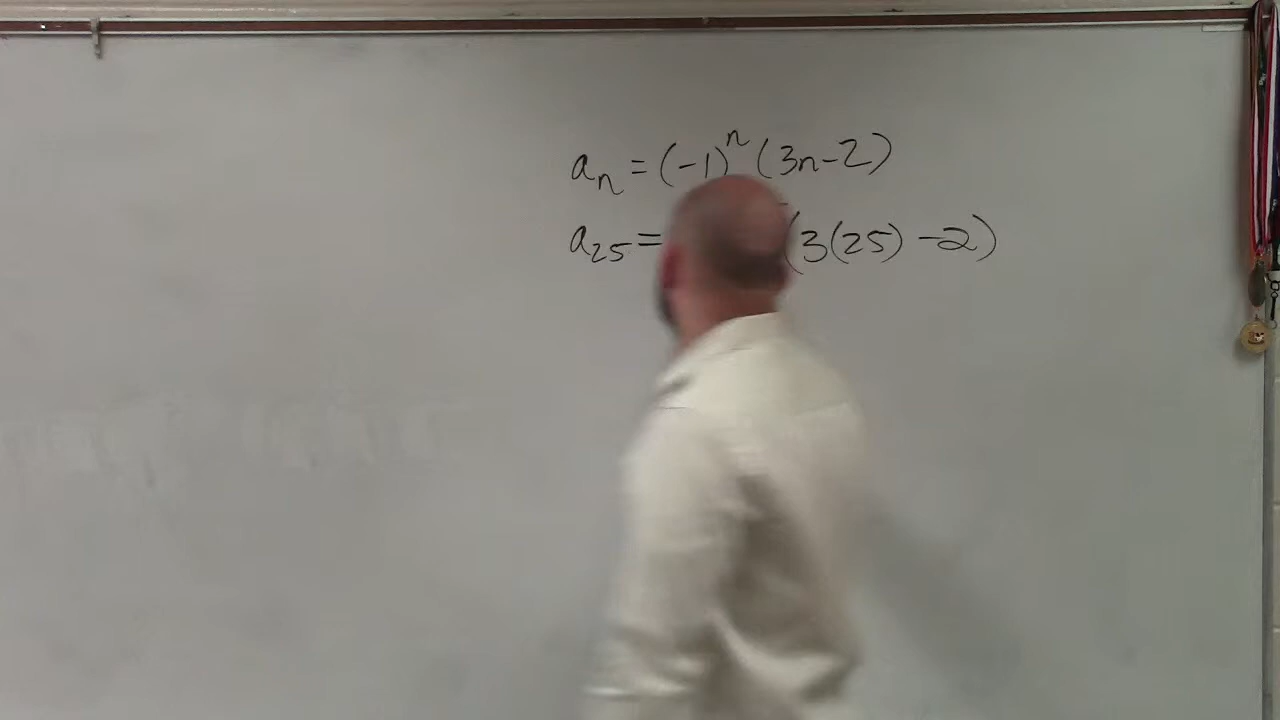 aₙ = (-1)ⁿ (3n-2)
a₂₅ = (3(25) -2)